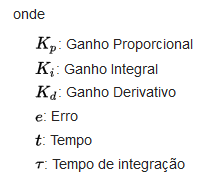 onde
Kp: Ganho Proporcional
Ki: Ganho Integral
Kd: Ganho Derivativo
e: Erro
t: Tempo
τ: Tempo de integração